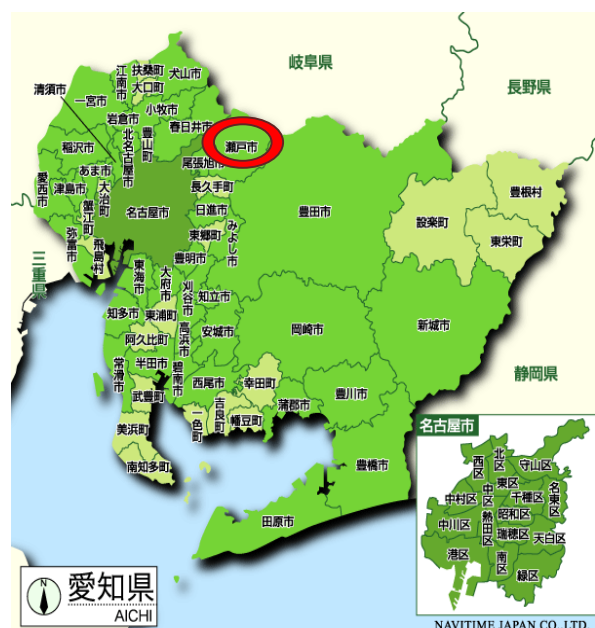 岐阜県
長野県
三重県
静岡県
清須市
一宮市
江南市
扶桑町
大口町
犬山市
小牧市
岩倉市
北名古屋市
豊山町
春日井市
瀬戸市
稲沢市
あま市
尾張旭市
愛西市
津島市
大治町
蟹江町
名古屋市
長久手町
日進市
東郷町
みよし市
豊田市
設楽町
豊根村
東栄町
弥富市
飛島村
豊明市
東海市
大府市
刈谷市
知立市
知多市
東浦町
高浜市
安城市
岡崎市
新城市
阿久比町
半田市
碧南市
常滑市
武豊町
西尾市
幸田町
蒲郡市
豊川市
美浜町
一色町
吉良町
幡豆町
南知多町
豊橋市
田原市
名古屋市
北区
西区
守山区
東区
名東区
中村区
中区
千種区
昭和区
中川区
熱田区
瑞穂区
天白区
港区
南区
緑区
N
愛知県
AICHI
NAVITIME JAPAN CO.,LTD.